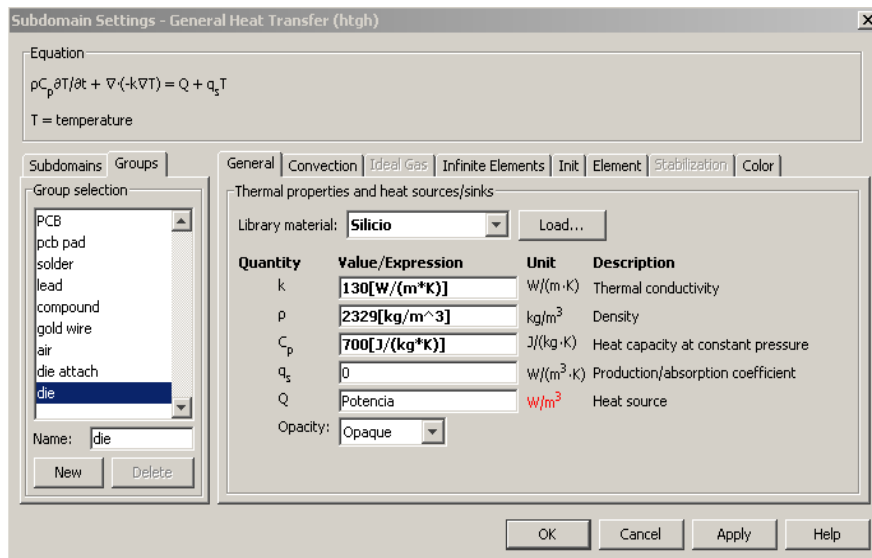 Subdomain Settings - General Heat Transfer (htgh)
Equation
ρCp∂T/∂t + ∇·(-k∇T) = Q + qsT
T = temperature
Subdomains Groups
General Convection Ideal Gas Infinite Elements Init Element Stabilization Color
Group selection
PCB
pcb pad
solder
lead
compound
gold wire
air
die attach
die
Name: die
New Delete
Thermal properties and heat sources/sinks
Library material: Silicio Load...
Quantity Value/Expression Unit Description
k 130[W/(m*K)] W/(m·K) Thermal conductivity
ρ 2329[kg/m^3] kg/m³ Density
Cp 700[J/(kg*K)] J/(kg·K) Heat capacity at constant pressure
qs 0 W/(m³·K) Production/absorption coefficient
Q Potencia W/m³ Heat source
Opacity: Opaque
OK Cancel Apply Help